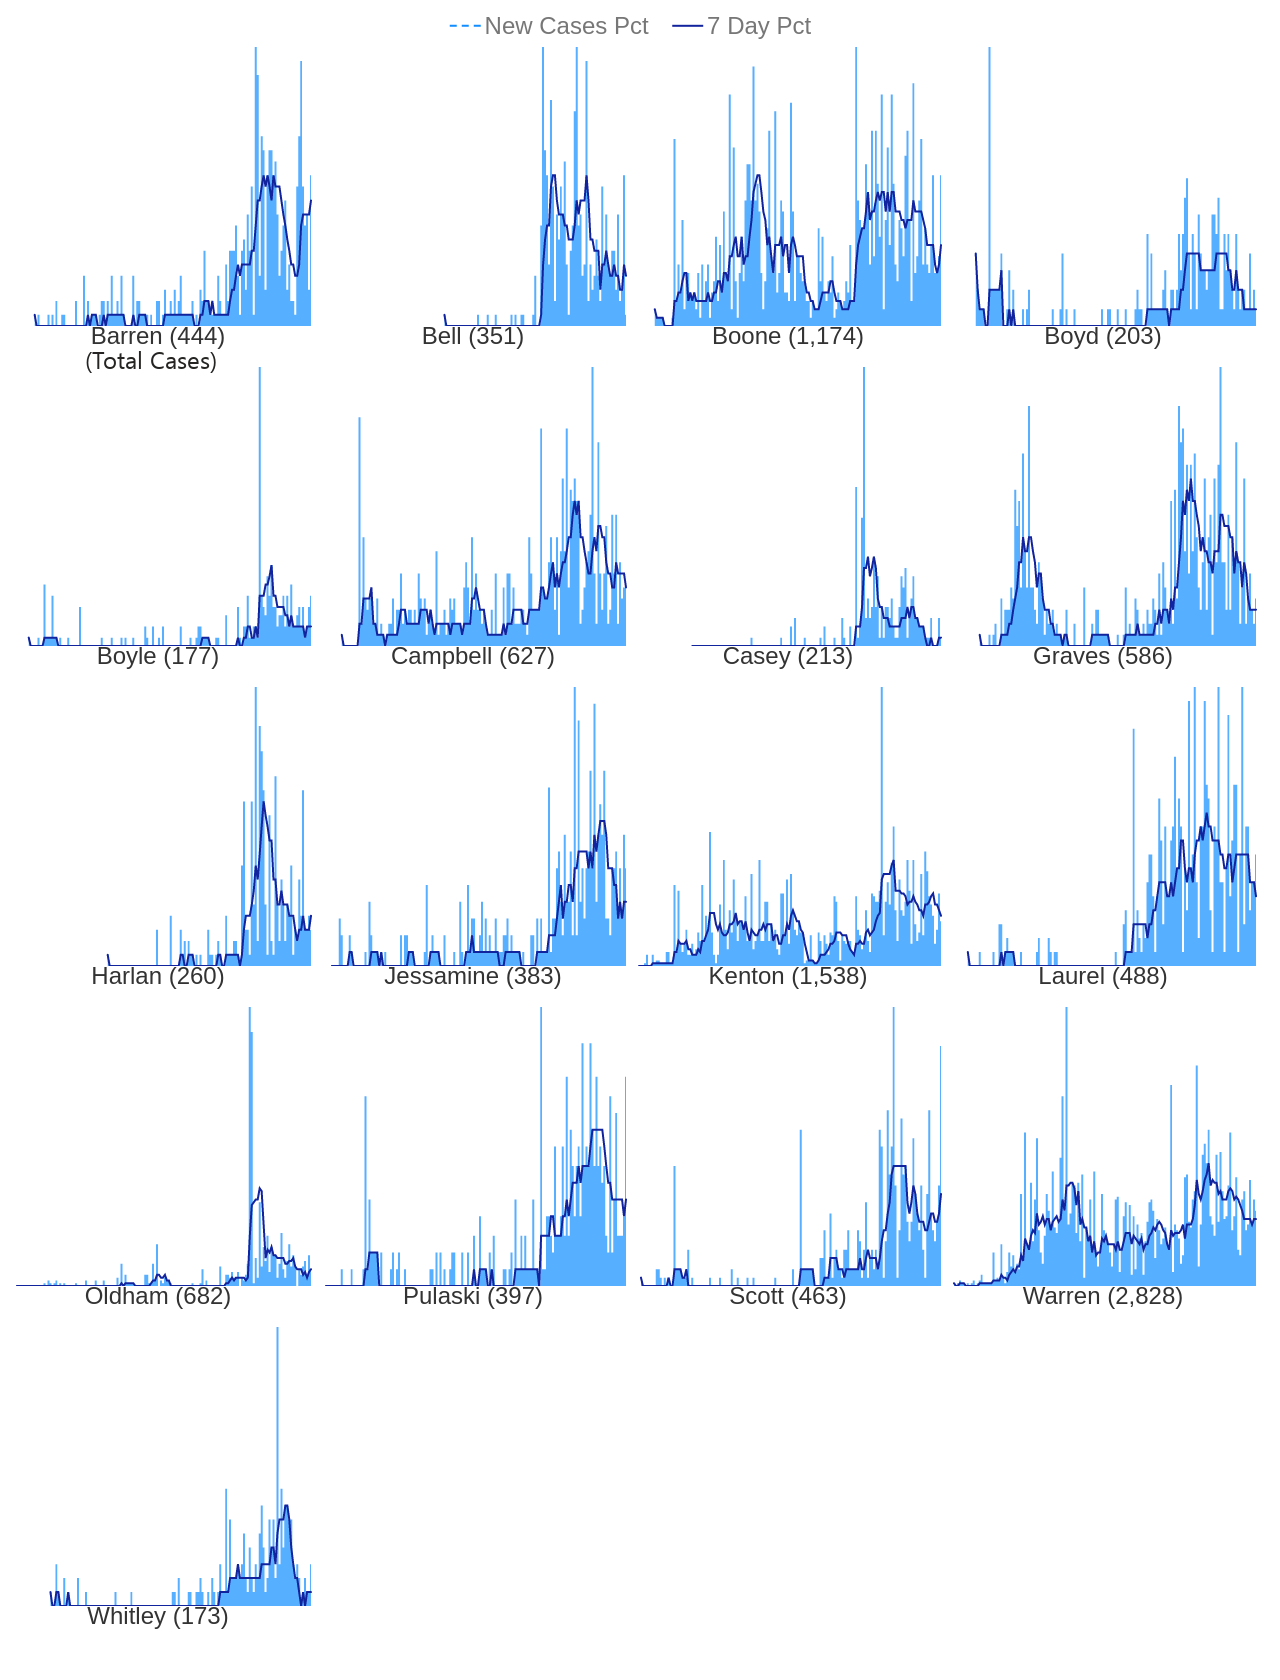 New Cases Pct 7 Day Pct
Barren (444) Bell (351) Boone (1,174) Boyd (203)
(Total Cases)
Boyle (177) Campbell (627) Casey (213) Graves (586)
Harlan (260) Jessamine (383) Kenton (1,538) Laurel (488)
Oldham (682) Pulaski (397) Scott (463) Warren (2,828)
Whitley (173)